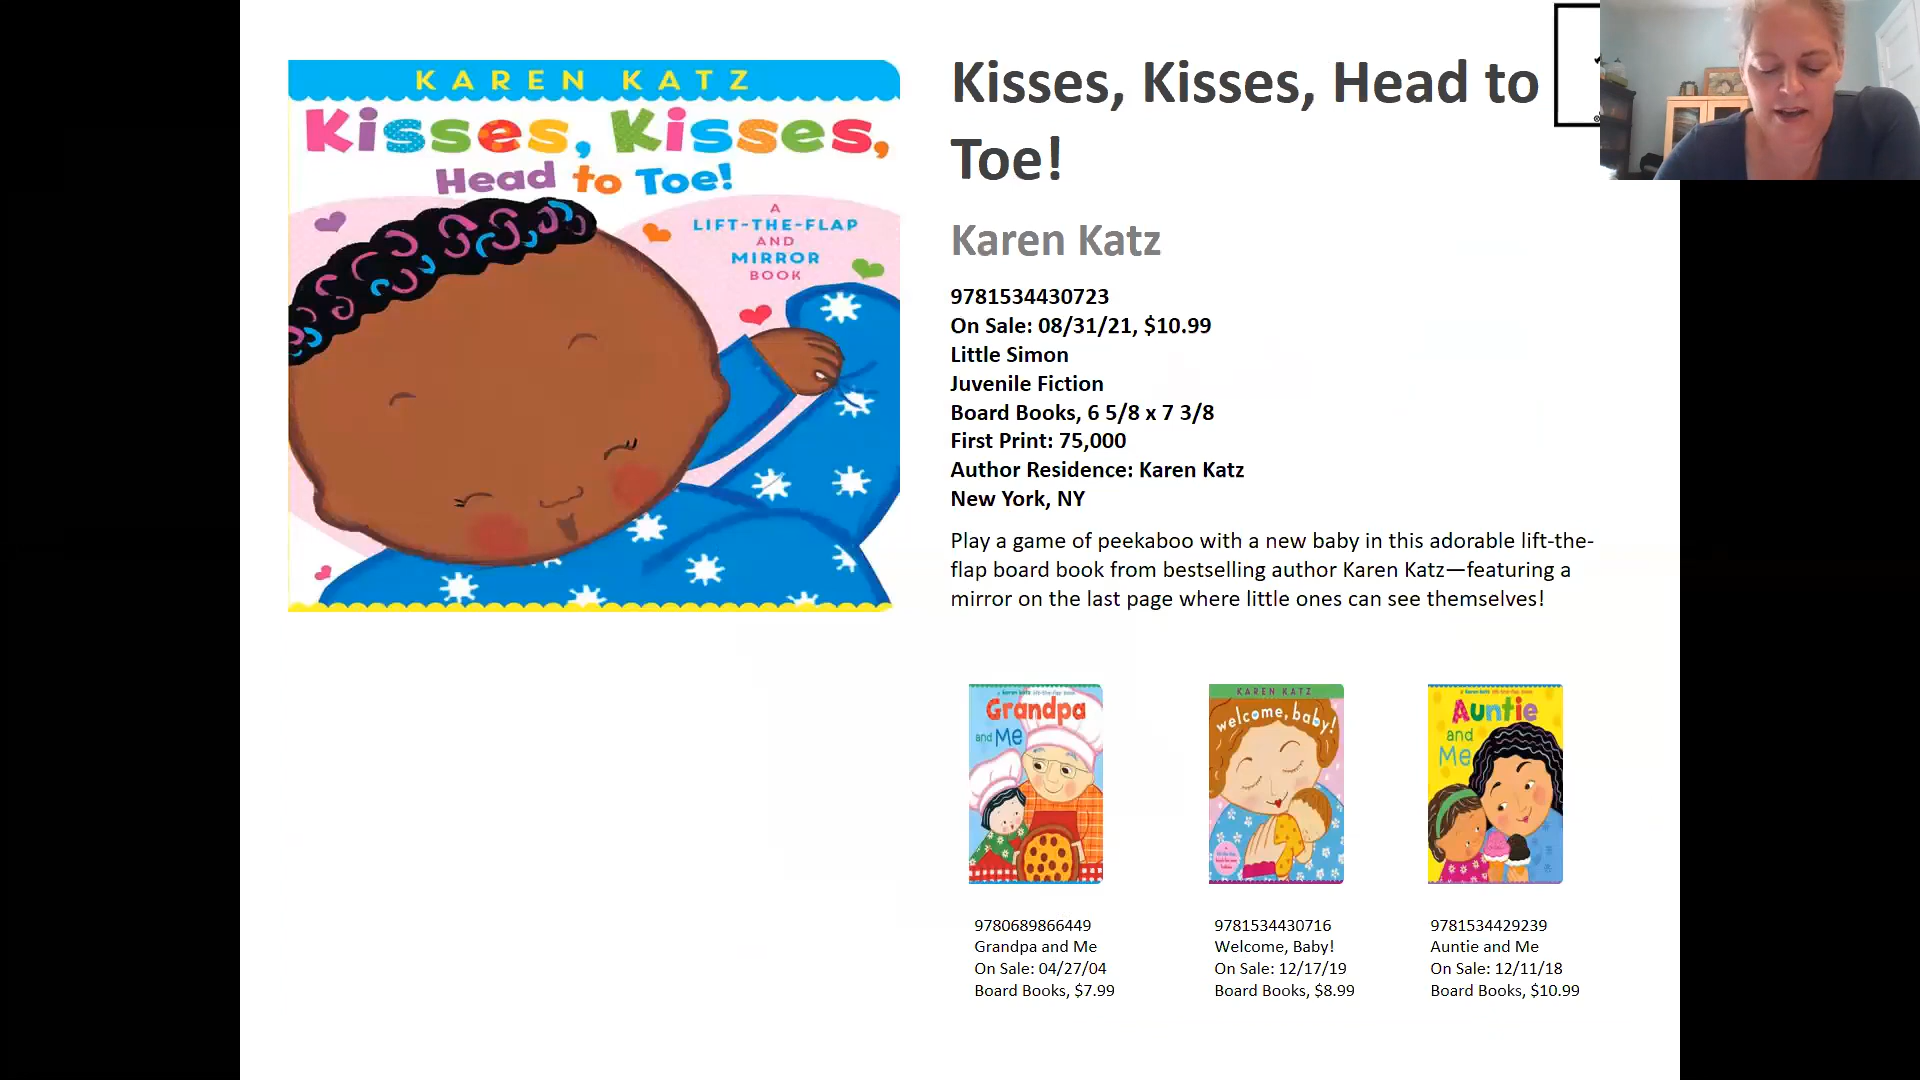 KAREN KATZ
Kisses, Kisses,
Head to Toe!
A
LIFT-THE-FLAP
AND
MIRROR
BOOK
Kisses, Kisses, Head to
Toe!
Karen Katz
9781534430723
On Sale: 08/31/21, $10.99
Little Simon
Juvenile Fiction
Board Books, 6 5/8 x 7 3/8
First Print: 75,000
Author Residence: Karen Katz
New York, NY
Play a game of peekaboo with a new baby in this adorable lift-the-
flap board book from bestselling author Karen Katz—featuring a
mirror on the last page where little ones can see themselves!
a karen katz lift-the-flap book
Grandpa
and Me
KAREN KATZ
welcome, baby!
a karen katz lift-the-flap book
Auntie
and
Me
9780689866449
Grandpa and Me
On Sale: 04/27/04
Board Books, $7.99
9781534430716
Welcome, Baby!
On Sale: 12/17/19
Board Books, $8.99
9781534429239
Auntie and Me
On Sale: 12/11/18
Board Books, $10.99